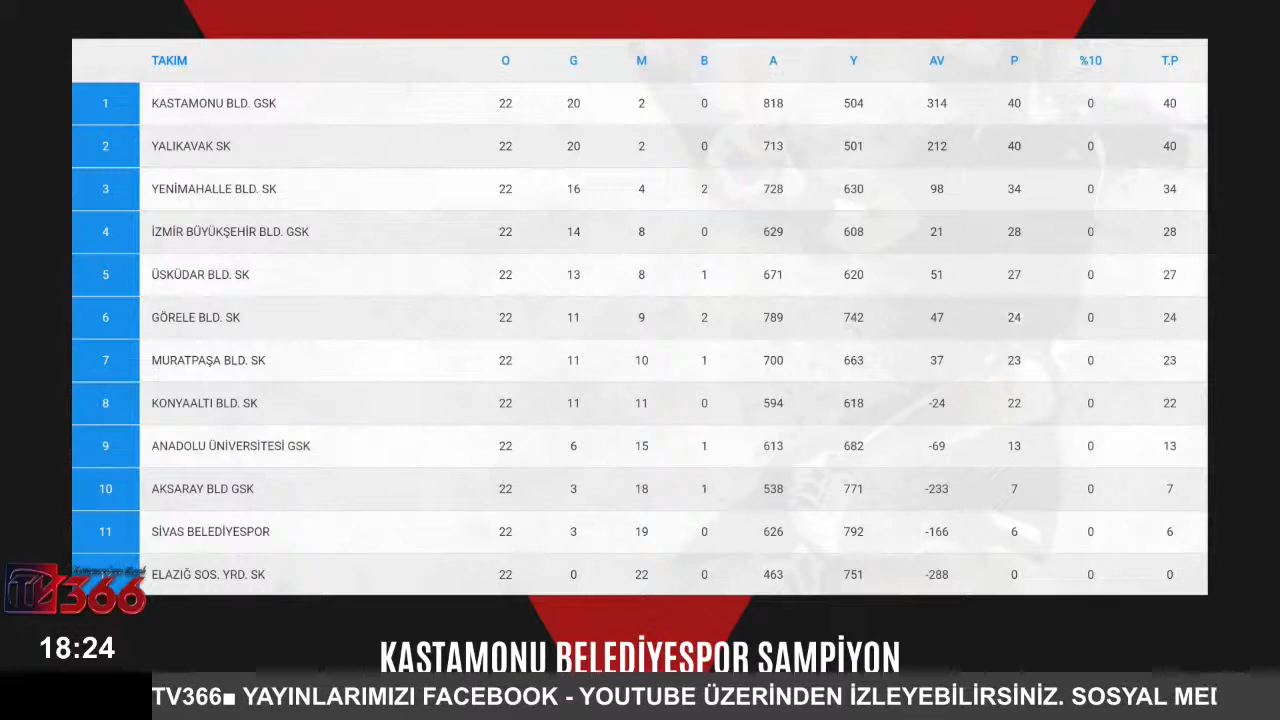 TAKIM O G M B A Y AV P %10 T.P
1 KASTAMONU BLD. GSK 22 20 2 0 818 504 314 40 0 40
2 YALIKAVAK SK 22 20 2 0 713 501 212 40 0 40
3 YENİMAHALLE BLD. SK 22 16 4 2 728 630 98 34 0 34
4 İZMİR BÜYÜKŞEHİR BLD. GSK 22 14 8 0 629 608 21 28 0 28
5 ÜSKÜDAR BLD. SK 22 13 8 1 671 620 51 27 0 27
6 GÖRELE BLD. SK 22 11 9 2 789 742 47 24 0 24
7 MURATPAŞA BLD. SK 22 11 10 1 700 663 37 23 0 23
8 KONYAALTI BLD. SK 22 11 11 0 594 618 -24 22 0 22
9 ANADOLU ÜNİVERSİTESİ GSK 22 6 15 1 613 682 -69 13 0 13
10 AKSARAY BLD GSK 22 3 18 1 538 771 -233 7 0 7
11 SİVAS BELEDİYESPOR 22 3 19 0 626 792 -166 6 0 6
ELAZIĞ SOS. YRD. SK 22 0 22 0 463 751 -288 0 0 0
TV366
18:24
KASTAMONU BELEDİYESPOR ŞAMPİYON
TV366■ YAYINLARIMIZI FACEBOOK - YOUTUBE ÜZERİNDEN İZLEYEBİLİRSİNİZ. SOSYAL